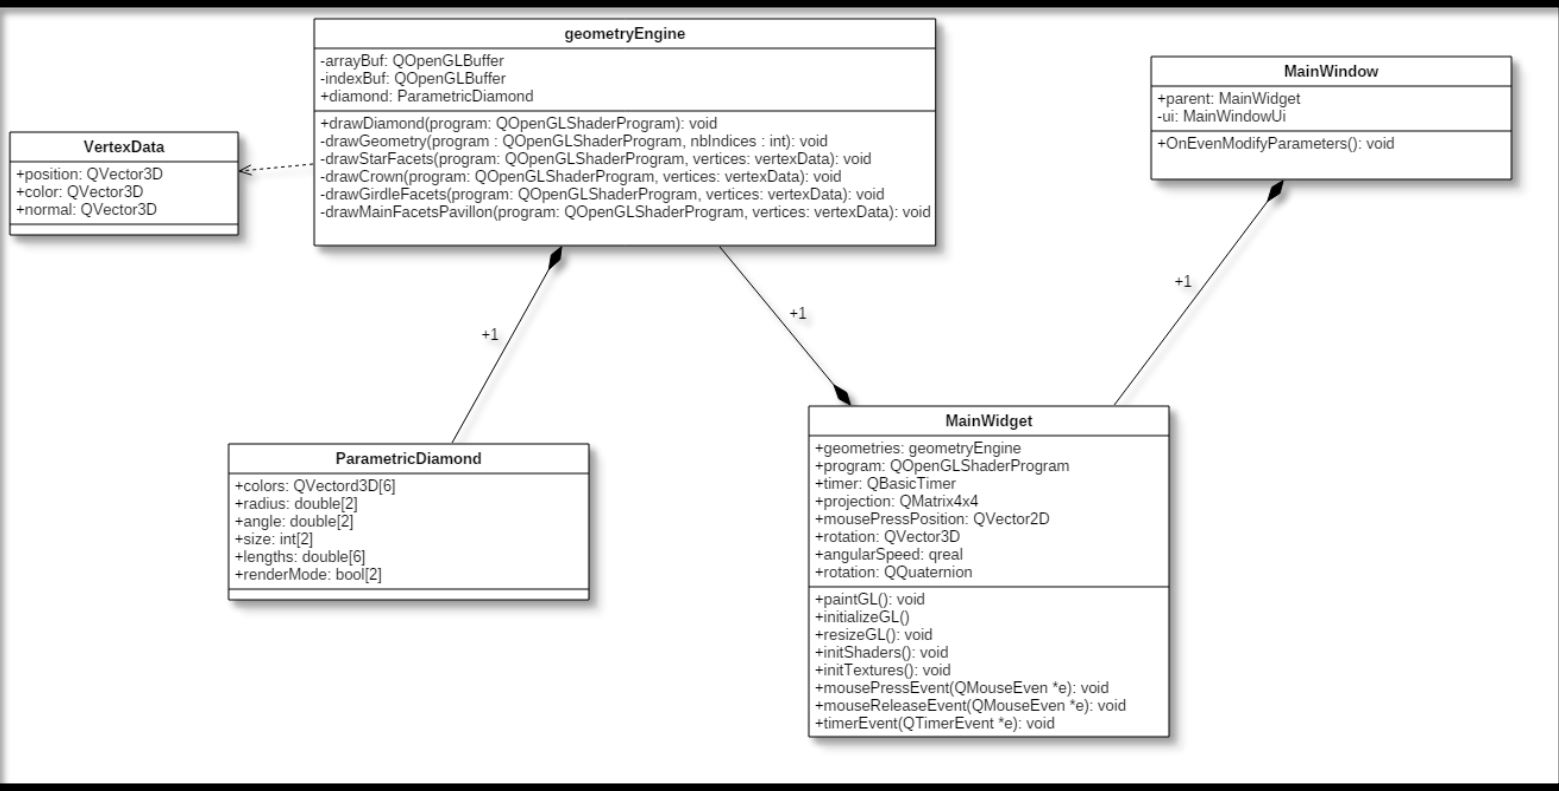 geometryEngine
-arrayBuf: QOpenGLBuffer
-indexBuf: QOpenGLBuffer
+diamond: ParametricDiamond
+drawDiamond(program: QOpenGLShaderProgram): void
-drawGeometry(program : QOpenGLShaderProgram, nbIndices : int): void
-drawStarFacets(program: QOpenGLShaderProgram, vertices: vertexData): void
-drawCrown(program: QOpenGLShaderProgram, vertices: vertexData): void
-drawGirdleFacets(program: QOpenGLShaderProgram, vertices: vertexData): void
-drawMainFacetsPavillon(program: QOpenGLShaderProgram, vertices: vertexData): void
MainWindow
+parent: MainWidget
-ui: MainWindowUi
+OnEvenModifyParameters(): void
VertexData
+position: QVector3D
+color: QVector3D
+normal: QVector3D
+1
+1
+1
ParametricDiamond
+colors: QVectord3D[6]
+radius: double[2]
+angle: double[2]
+size: int[2]
+lengths: double[6]
+renderMode: bool[2]
MainWidget
+geometries: geometryEngine
+program: QOpenGLShaderProgram
+timer: QBasicTimer
+projection: QMatrix4x4
+mousePressPosition: QVector2D
+rotation: QVector3D
+angularSpeed: qreal
+rotation: QQuaternion
+paintGL(): void
+initializeGL()
+resizeGL(): void
+initShaders(): void
+initTextures(): void
+mousePressEvent(QMouseEven *e): void
+mouseReleaseEvent(QMouseEven *e): void
+timerEvent(QTimerEvent *e): void